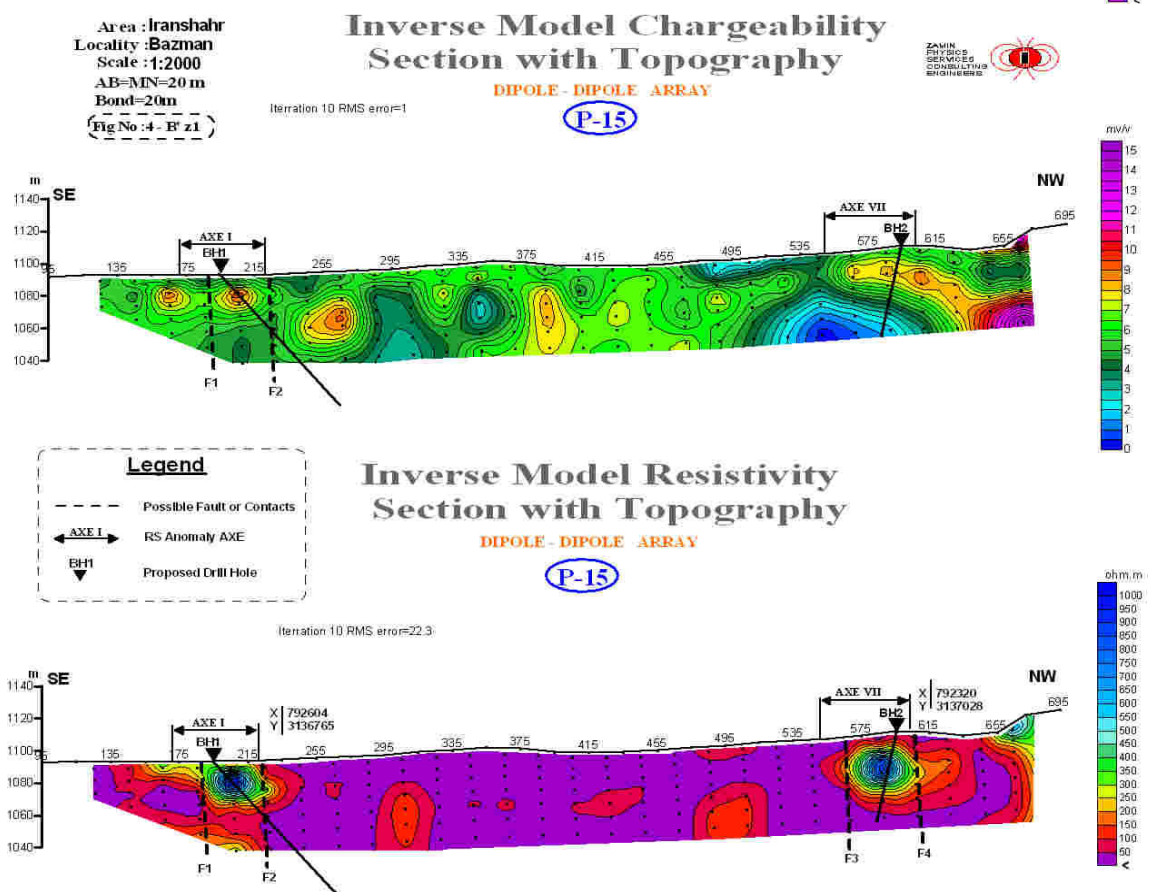 Area : Iranshahr
Locality : Bazman
Scale : 1:2000
AB=MN=20 m
Bond=20m
Fig No :4 - B' z1
Inverse Model Chargeability
Section with Topography
DIPOLE - DIPOLE ARRAY
Iterration 10 RMS error=1
P-15
ZAMIN
PHYSICS
SERVICES
CONSULTING
ENGINEERS
<
mv/v
15
14
13
12
11
10
9
8
7
6
5
4
3
2
1
0
m
SE
NW
1140
1120
1100
1080
1060
1040
95 135 75 215 255 295 335 375 415 455 495 535 575 615 655 695
AXE I
BH1
AXE VII
BH2
F1
F2
Legend
Possible Fault or Contacts
AXE I RS Anomaly AXE
BH1 Proposed Drill Hole
Inverse Model Resistivity
Section with Topography
DIPOLE - DIPOLE ARRAY
P-15
Iterration 10 RMS error=22.3
ohm.m
1000
950
900
850
800
750
700
650
600
550
500
450
400
350
300
250
200
150
100
50
<
m
SE
NW
1140
1120
1100
1080
1060
1040
95 135 175 215 255 295 335 375 415 455 495 535 575 615 655 695
AXE I
BH1
X 792604
Y 3136765
AXE VII
BH2
X 792320
Y 3137028
F1
F2
F3
F4